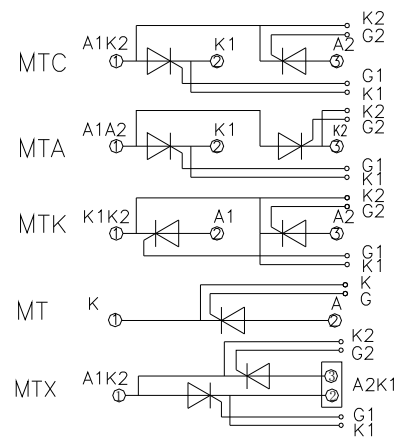 K2
A1K2 K1 A2 G2
MTC
1 2 3
G1
K1
K2
A1A2 K1 K2 G2
MTA
1 2 3
G1
K1
K2
K1K2 A1 A2 G2
MTK
1 2 3
G1
K1
K
K A G
MT
1 2
K2
G2
A1K2 3 A2K1
MTX
1 2
G1
K1